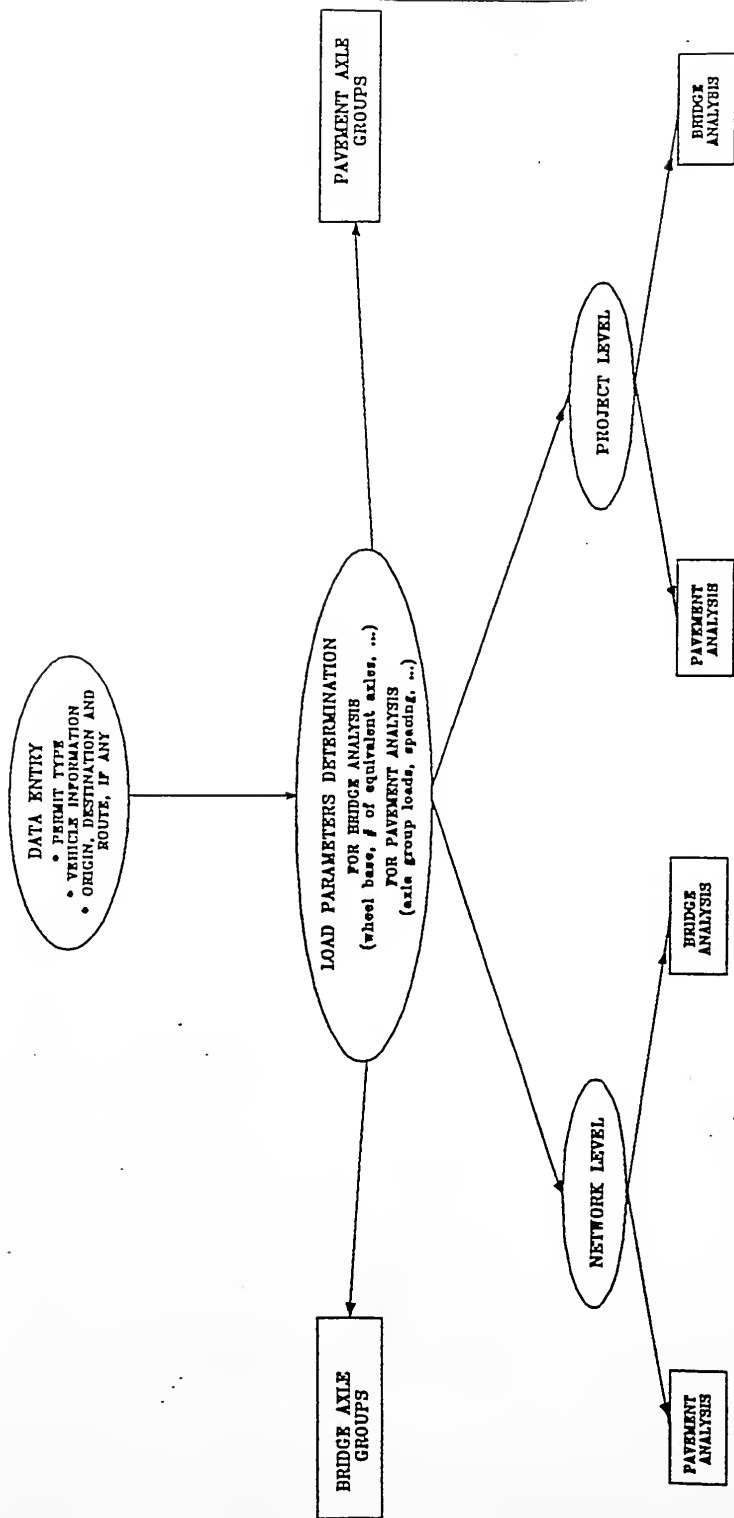 DATA ENTRY
• PERMIT TYPE
• VEHICLE INFORMATION
• ORIGIN, DESTINATION AND
ROUTE, IF ANY
BRIDGE AXLE
GROUPS
LOAD PARAMETERS DETERMINATION
FOR BRIDGE ANALYSIS
(wheel base, # of equivalent axles, ...)
FOR PAVEMENT ANALYSIS
(axle group loads, spacing, ...)
PAVEMENT AXLE
GROUPS
NETWORK LEVEL
PROJECT LEVEL
PAVEMENT
ANALYSIS
BRIDGE
ANALYSIS
PAVEMENT
ANALYSIS
BRIDGE
ANALYSIS